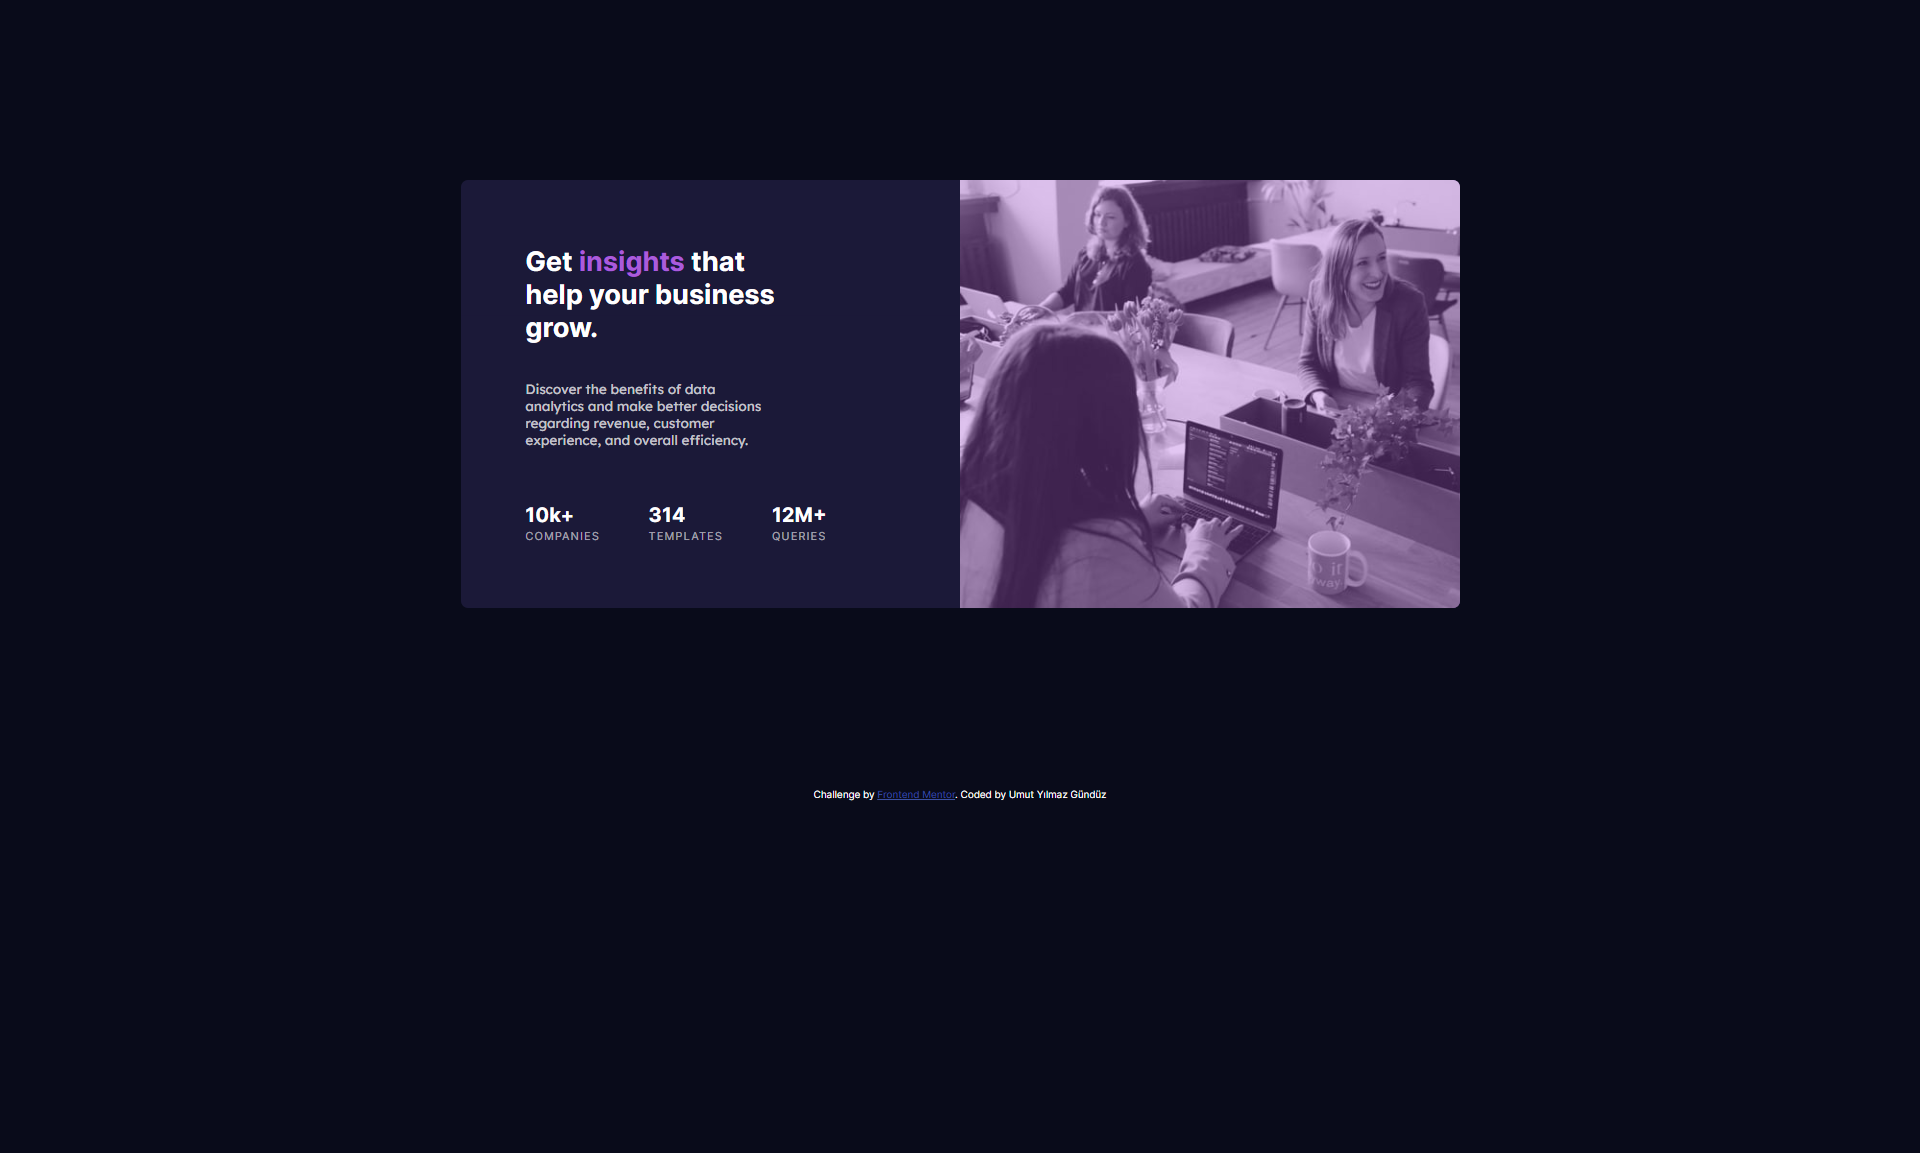 Get insights that
help your business
grow.
Discover the benefits of data
analytics and make better decisions
regarding revenue, customer
experience, and overall efficiency.
10k+ 314 12M+
COMPANIES TEMPLATES QUERIES
Challenge by Frontend Mentor. Coded by Umut Yılmaz Gündüz